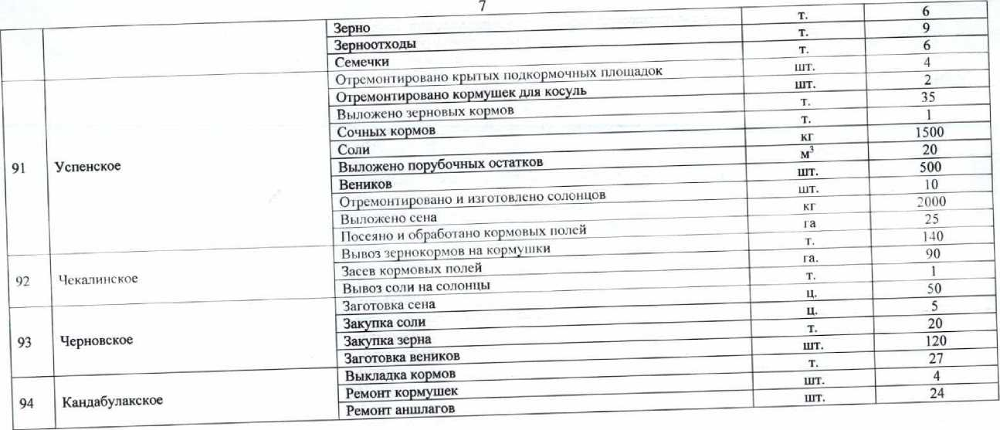 7
Зерно т. 6
Зерноотходы т. 9
Семечки т. 6
91 Успенское Отремонтировано крытых подкормочных площадок шт. 4
Отремонтировано кормушек для косуль шт. 2
Выложено зерновых кормов т. 35
Сочных кормов т. 1
Соли кг 1500
Выложено порубочных остатков м³ 20
Веников шт. 500
Отремонтировано и изготовлено солонцов шт. 10
Выложено сена кг 2000
Посеяно и обработано кормовых полей га 25
92 Чекалинское Вывоз зернокормов на кормушки т. 140
Засев кормовых полей га. 90
Вывоз соли на солонцы т. 1
93 Черновское Заготовка сена ц. 50
Закупка соли ц. 5
Закупка зерна т. 20
Заготовка веников шт. 120
94 Кандабулакское Выкладка кормов т. 27
Ремонт кормушек шт. 4
Ремонт аншлагов шт. 24